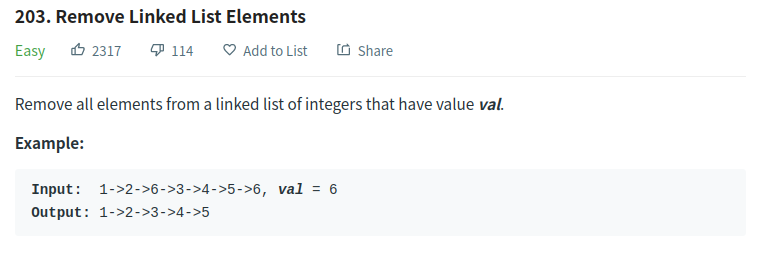 203. Remove Linked List Elements
Easy 2317 114 Add to List Share
Remove all elements from a linked list of integers that have value val.
Example:
Input:  1->2->6->3->4->5->6, val = 6
Output: 1->2->3->4->5